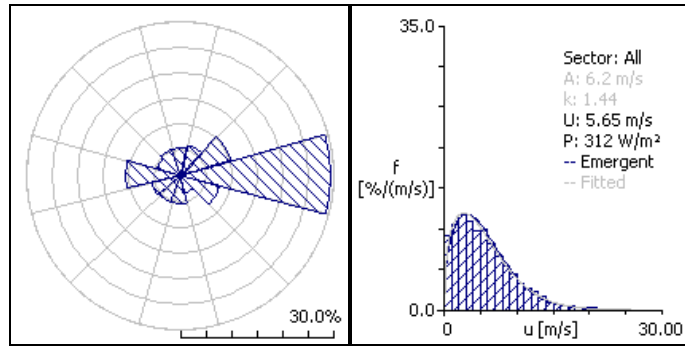 30.0%
35.0
Sector: All
A: 6.2 m/s
k: 1.44
U: 5.65 m/s
P: 312 W/m²
-- Emergent
-- Fitted
f
[%/(m/s)]
0.0
0 u [m/s] 30.00